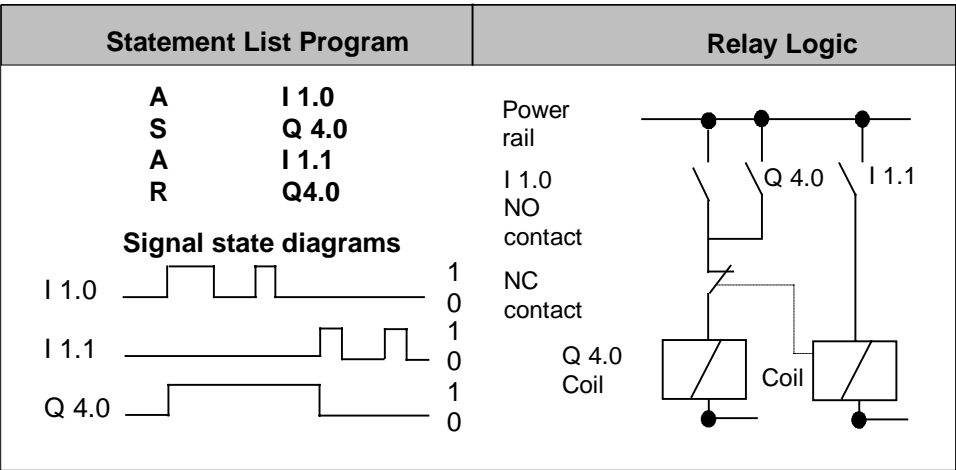 Statement List Program
A I 1.0
S Q 4.0
A I 1.1
R Q4.0
Signal state diagrams
I 1.0
1
0
I 1.1
1
0
Q 4.0
1
0
Relay Logic
Power
rail
I 1.0
NO
contact
Q 4.0
I 1.1
NC
contact
Q 4.0
Coil
Coil